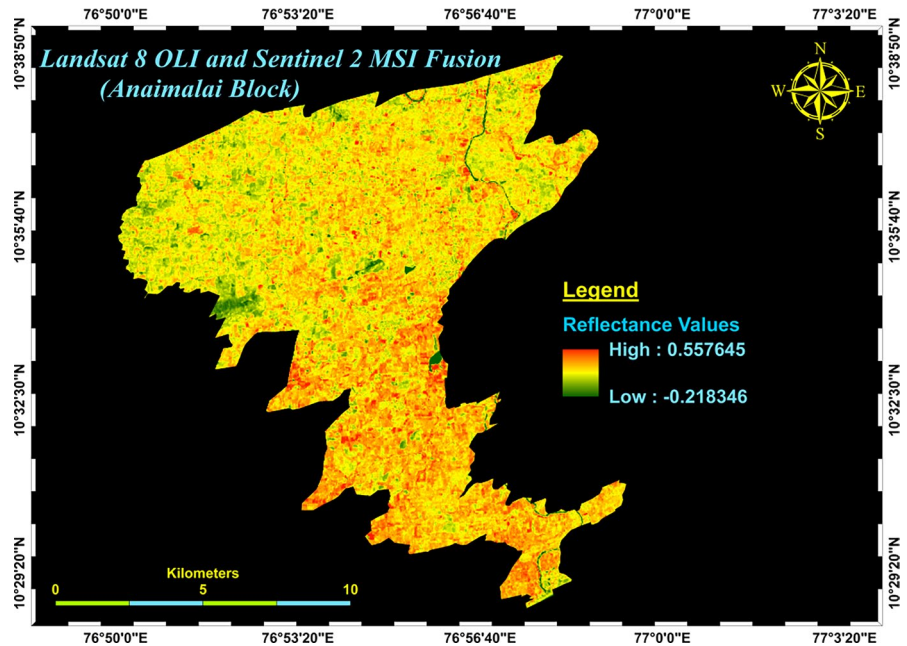 76°50'0"E 76°53'20"E 76°56'40"E 77°0'0"E 77°3'20"E
10°38'50"N 10°38'50"N
Landsat 8 OLI and Sentinel 2 MSI Fusion
(Anaimalai Block)
N
W E
S
10°35'40"N 10°35'40"N
Legend
Reflectance Values
High : 0.557645
Low : -0.218346
10°32'30"N 10°32'30"N
10°29'20"N 10°29'20"N
Kilometers
0 5 10
76°50'0"E 76°53'20"E 76°56'40"E 77°0'0"E 77°3'20"E